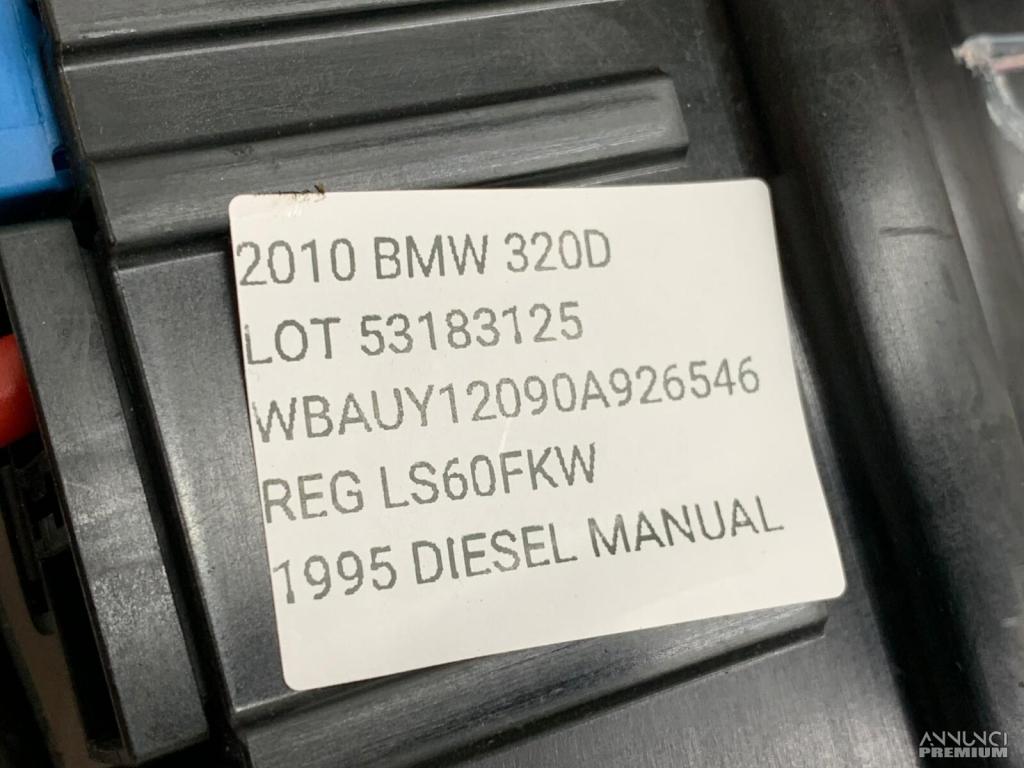 2010 BMW 320D
LOT 53183125
WBAUY12090A926546
REG LS60FKW
1995 DIESEL MANUAL
ANNUNCI
PREMIUM